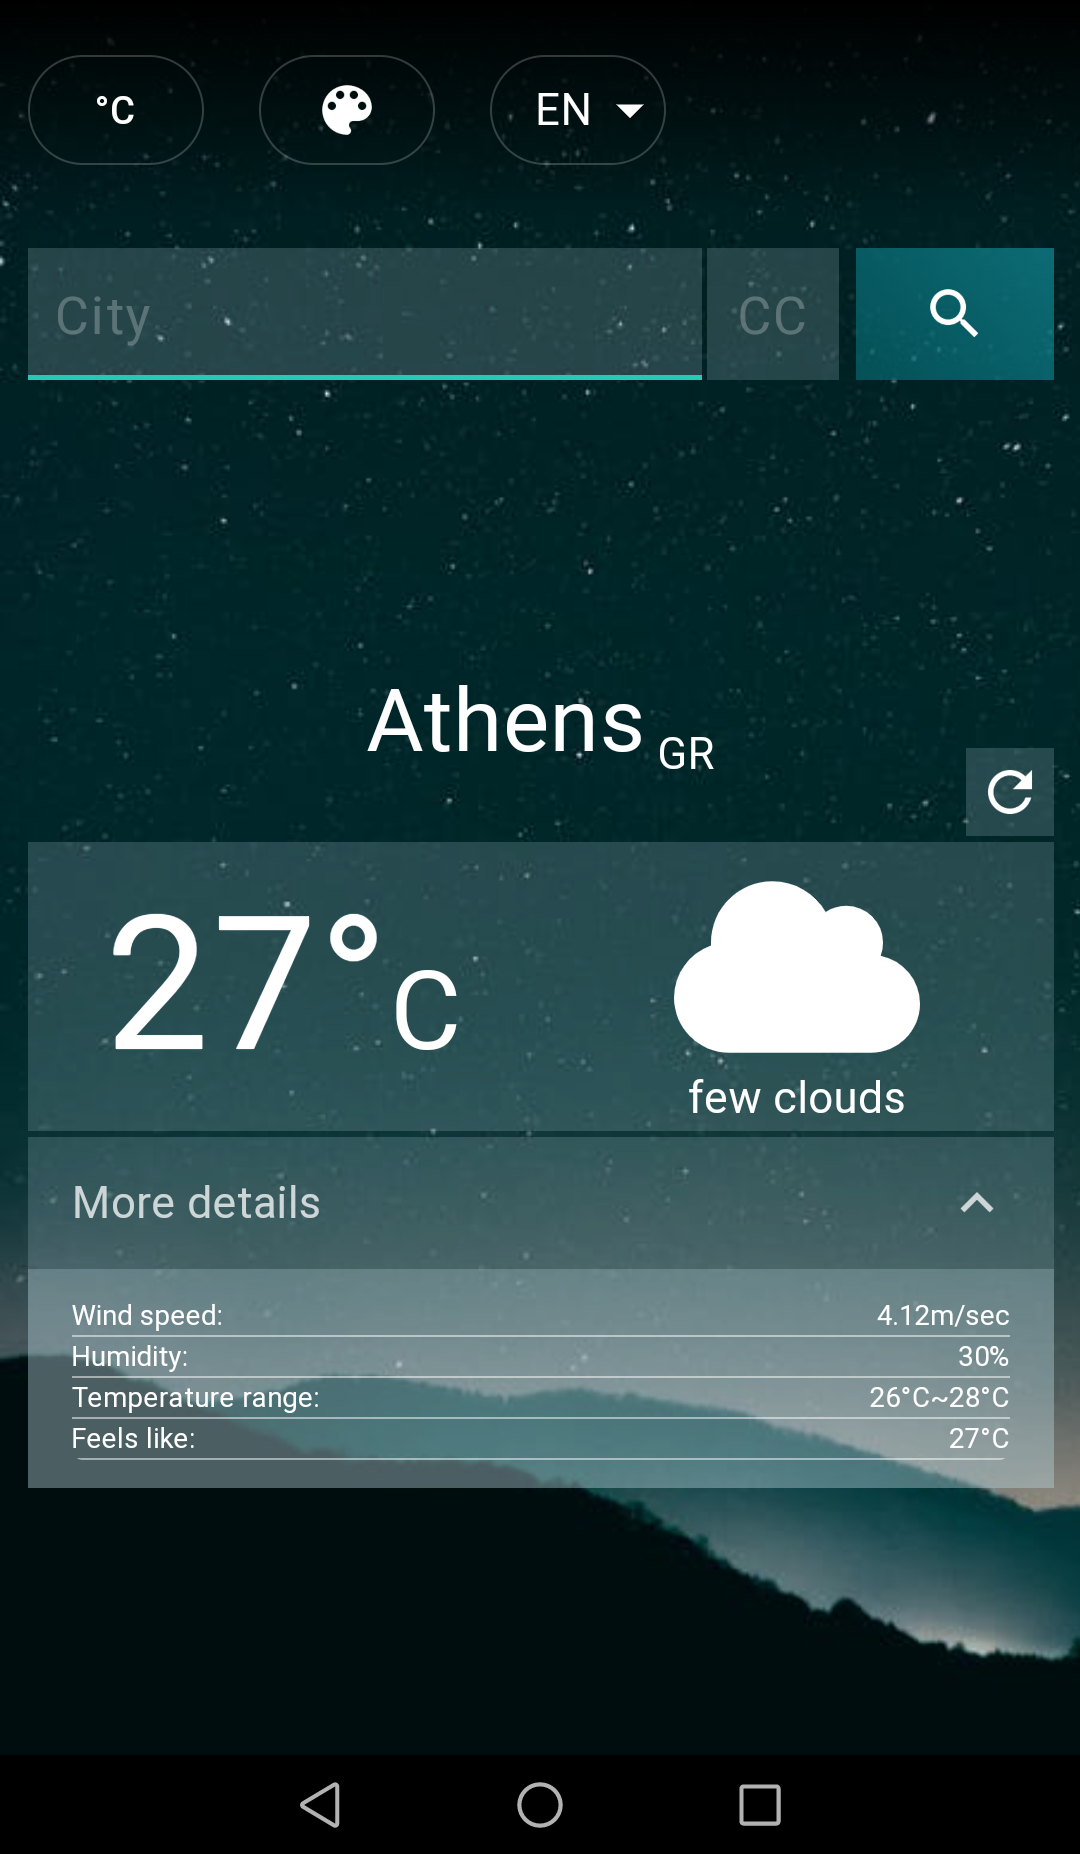 °C
EN
City
CC
Athens GR
27°C
few clouds
More details
Wind speed: 4.12m/sec
Humidity: 30%
Temperature range: 26°C~28°C
Feels like: 27°C